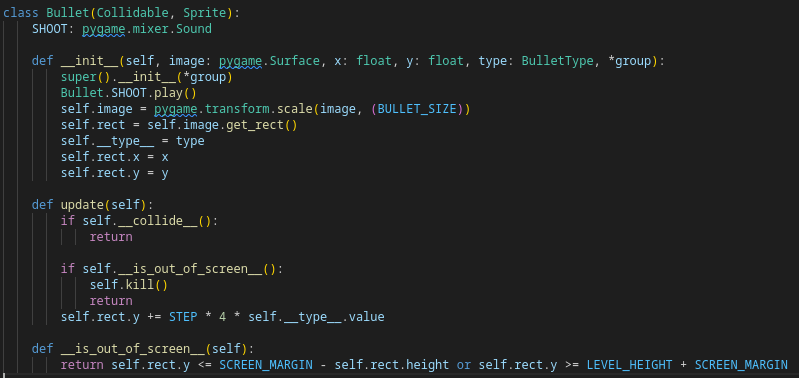 class Bullet(Collidable, Sprite):
    SHOOT: pygame.mixer.Sound

    def __init__(self, image: pygame.Surface, x: float, y: float, type: BulletType, *group):
        super().__init__(*group)
        Bullet.SHOOT.play()
        self.image = pygame.transform.scale(image, (BULLET_SIZE))
        self.rect = self.image.get_rect()
        self.__type__ = type
        self.rect.x = x
        self.rect.y = y

    def update(self):
        if self.__collide__():
            return

        if self.__is_out_of_screen__():
            self.kill()
            return
        self.rect.y += STEP * 4 * self.__type__.value

    def __is_out_of_screen__(self):
        return self.rect.y <= SCREEN_MARGIN - self.rect.height or self.rect.y >= LEVEL_HEIGHT + SCREEN_MARGIN